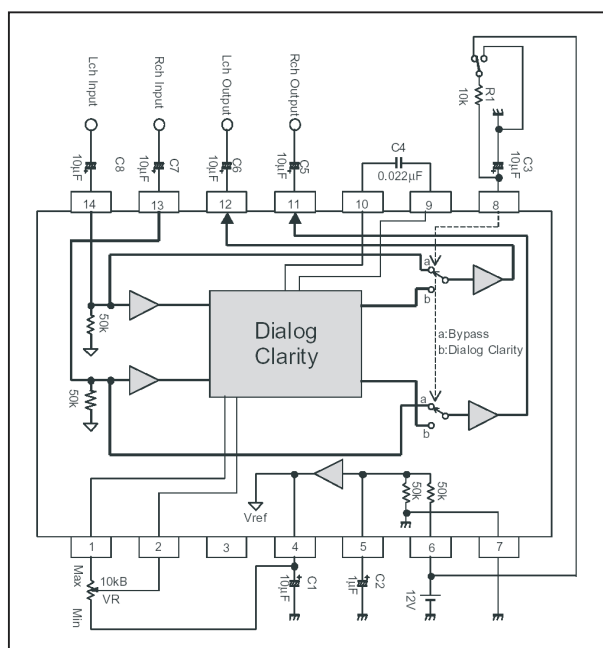 Lch Input
Rch Input
Lch Output
Rch Output
R1
10k
C8
10µF
C7
10µF
C6
10µF
C5
10µF
C4
0.022µF
C3
10µF
14
13
12
11
10
9
8
a
b
50k
Dialog
Clarity
a:Bypass
b:Dialog Clarity
50k
a
b
Vref
50k
50k
1
2
3
4
5
6
7
Max
10kB
VR
Min
C1
10µF
C2
1µF
12V